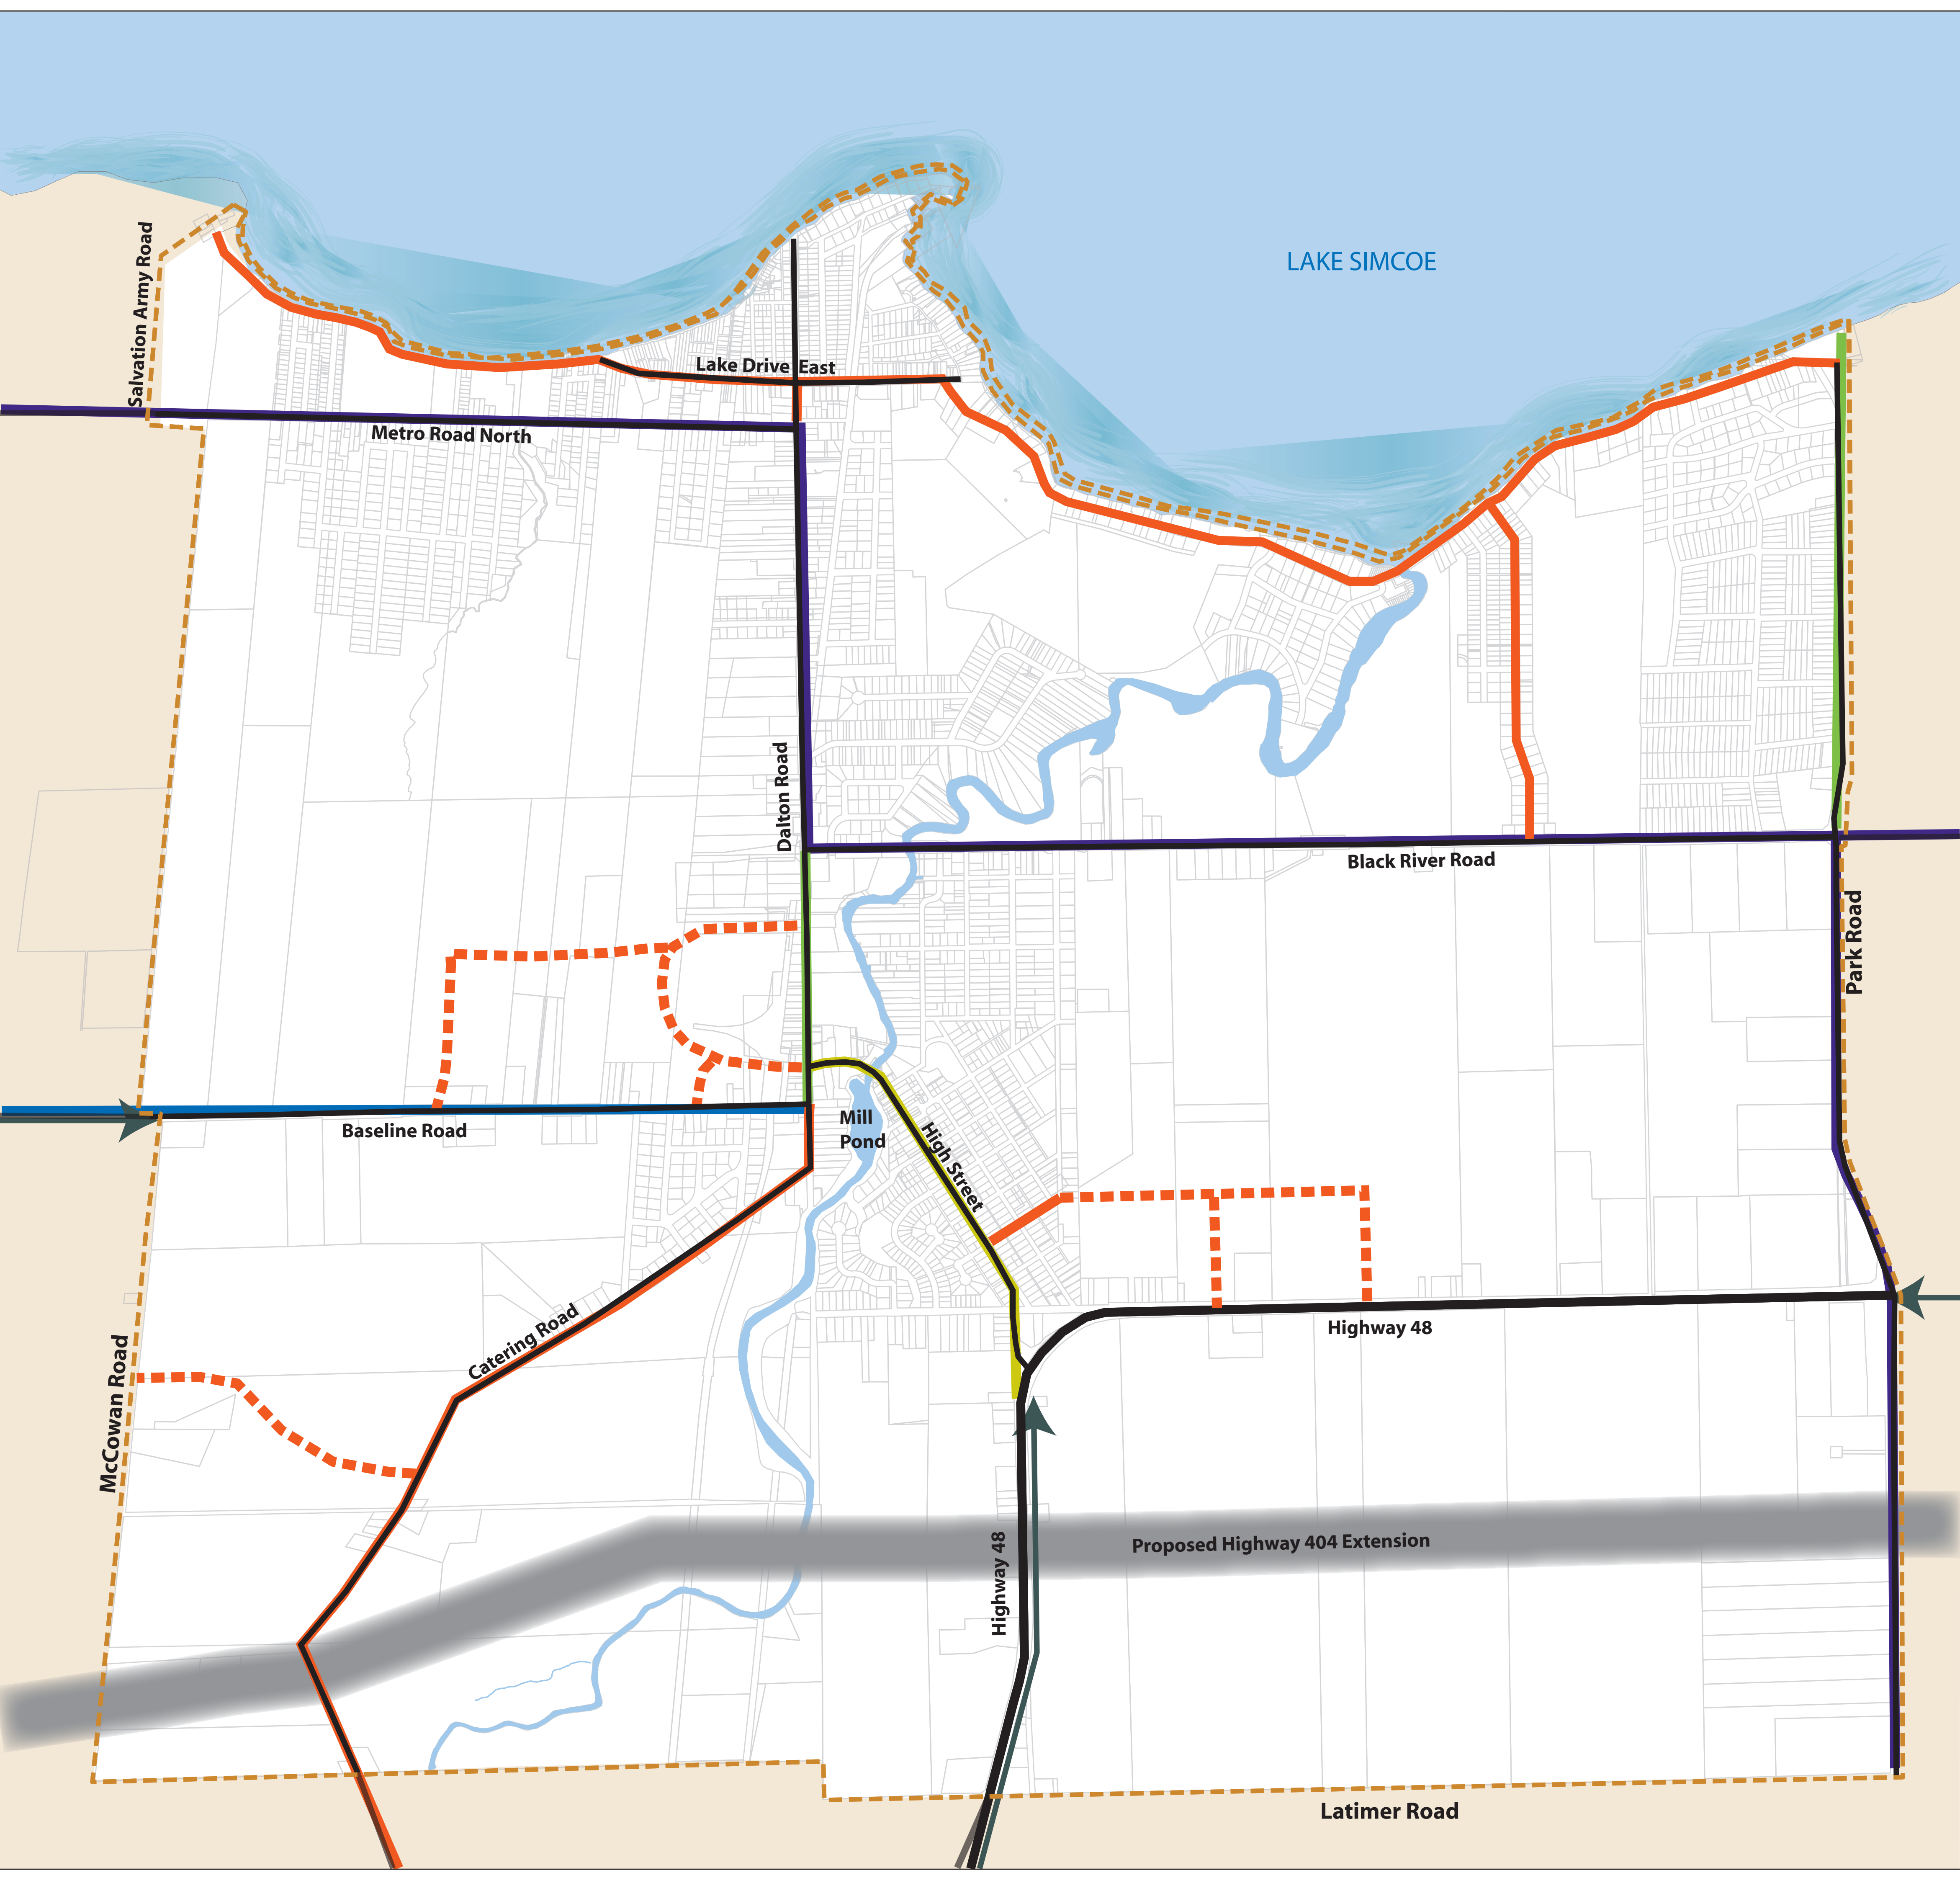 LAKE SIMCOE
Salvation Army Road
Lake Drive East
Metro Road North
Dalton Road
Black River Road
Park Road
Mill
Pond
Baseline Road
High Street
Catering Road
Highway 48
McCowan Road
Highway 48
Proposed Highway 404 Extension
Latimer Road